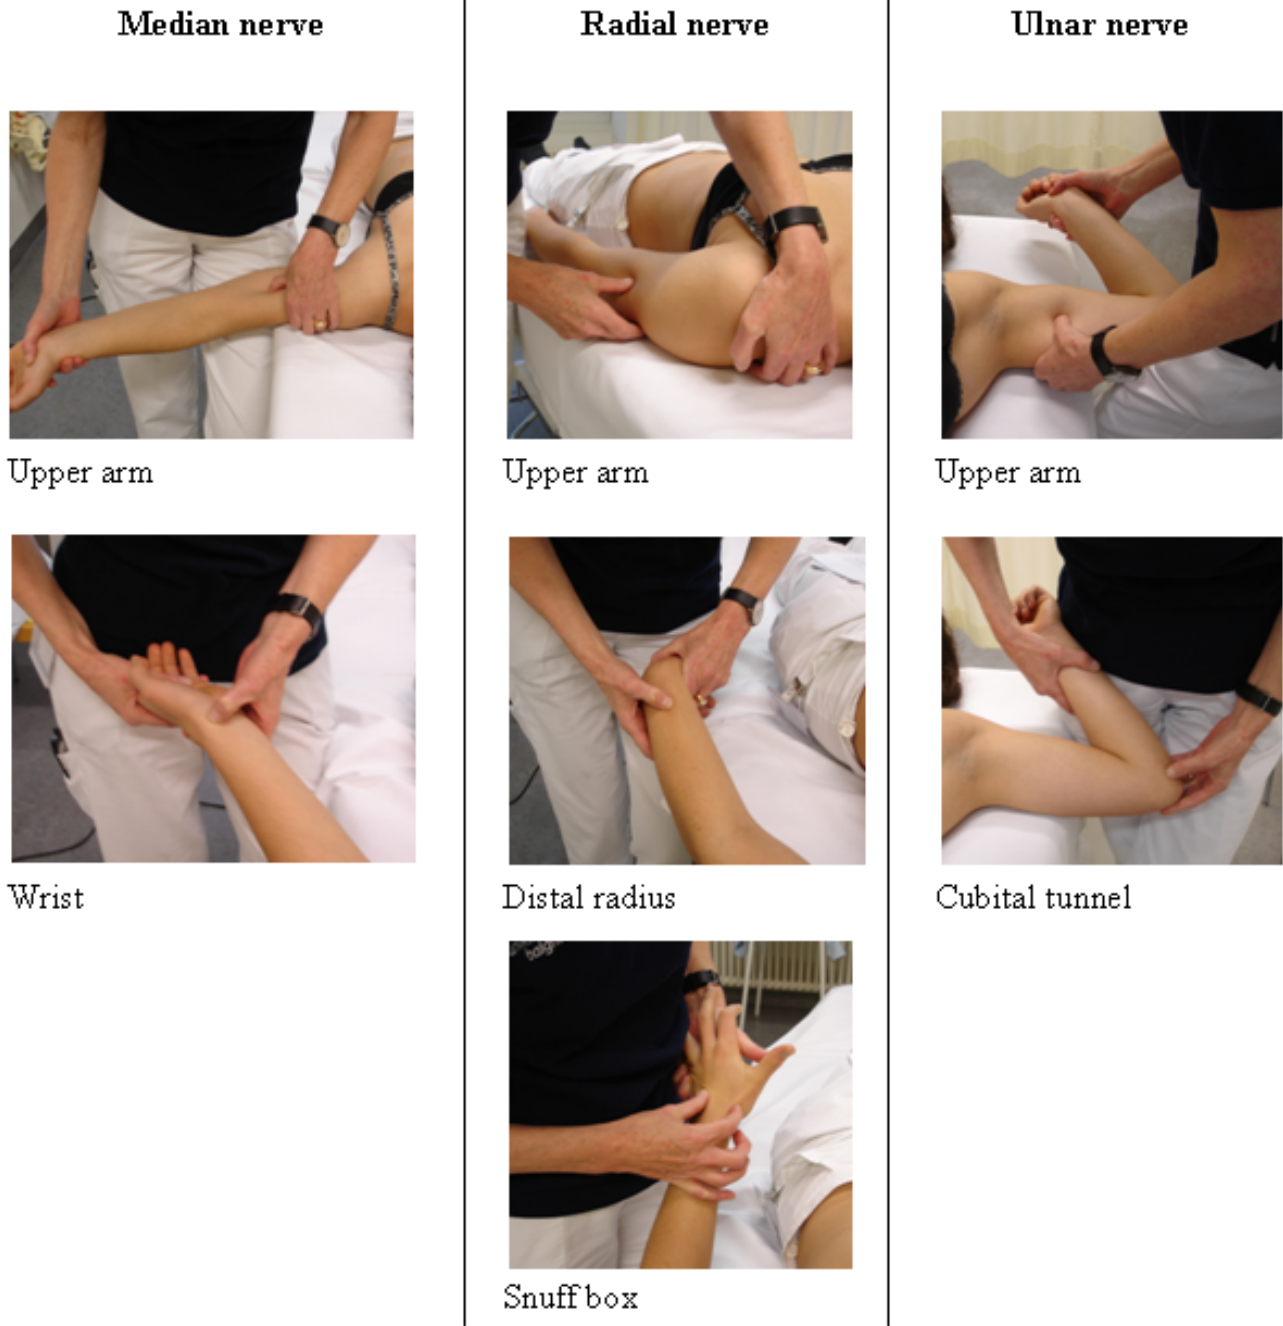 Median nerve
Radial nerve
Ulnar nerve
Upper arm
Upper arm
Upper arm
Wrist
Distal radius
Cubital tunnel
Snuff box